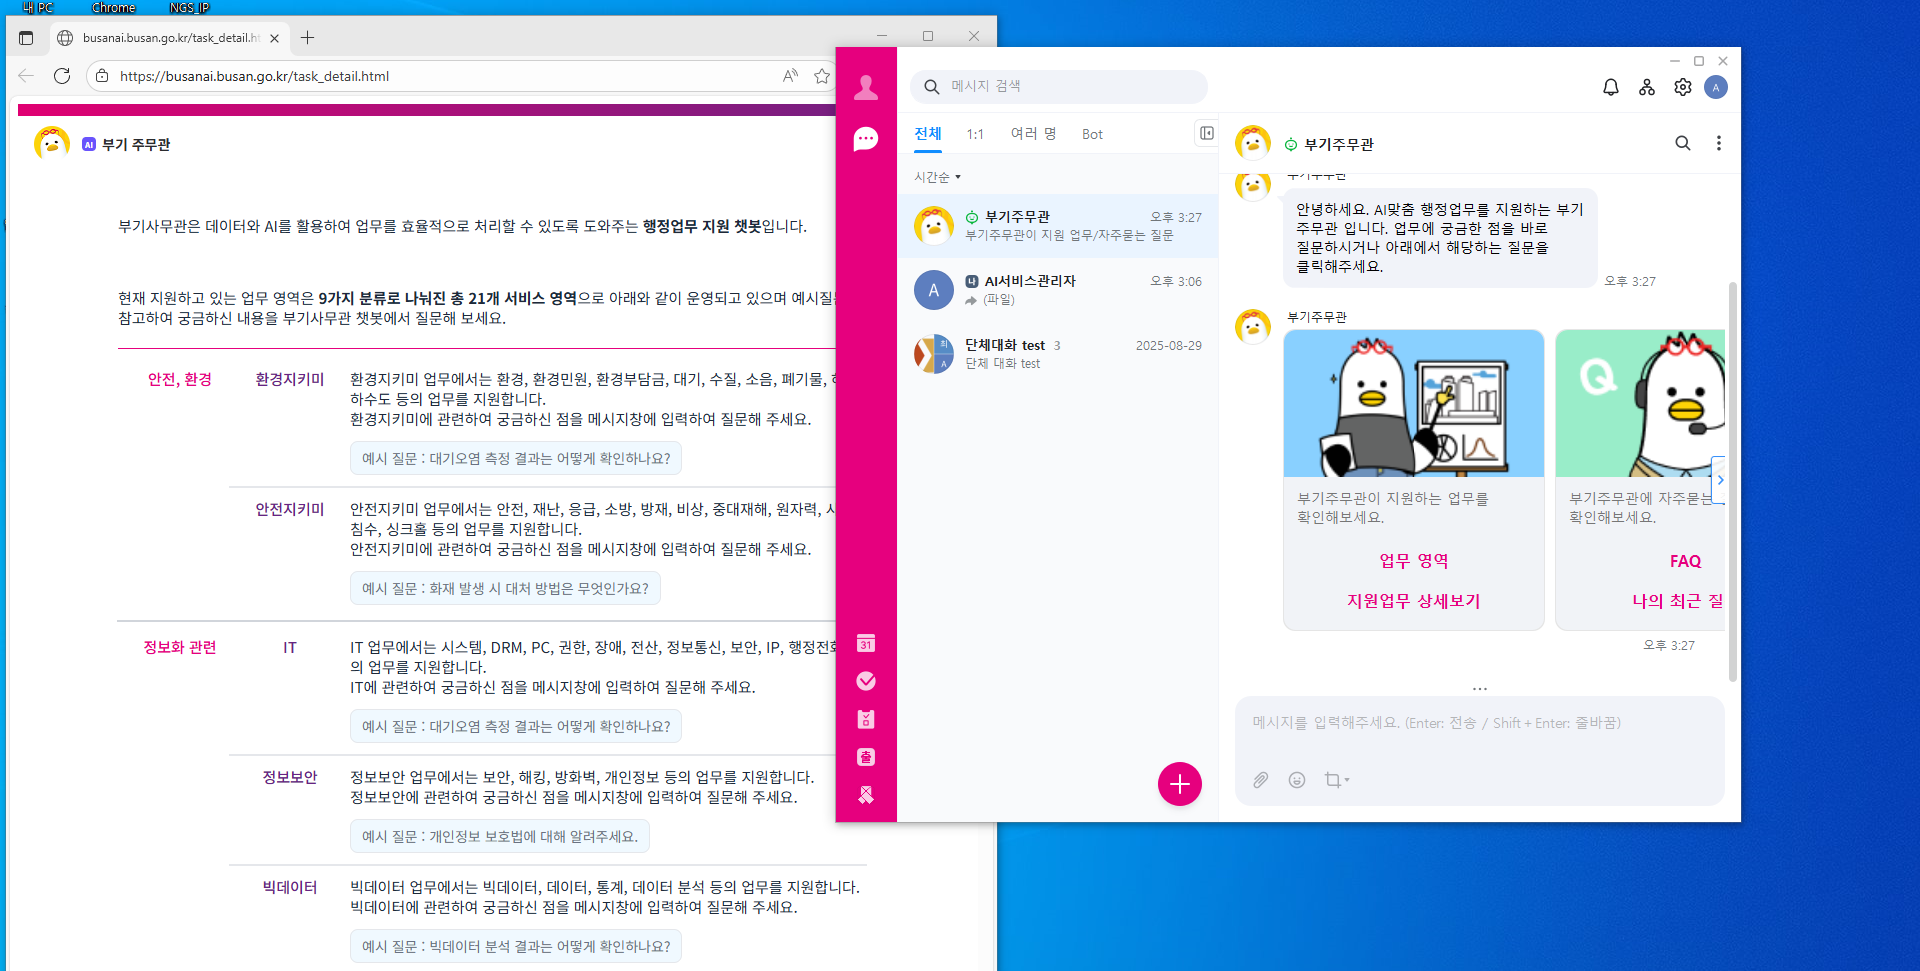 내 PC
Chrome
NGS_IP
busanai.busan.go.kr/task_detail.ht
https://busanai.busan.go.kr/task_detail.html
AI 부기 주무관
부기사무관은 데이터와 AI를 활용하여 업무를 효율적으로 처리할 수 있도록 도와주는 행정업무 지원 챗봇입니다.
현재 지원하고 있는 업무 영역은 9가지 분류로 나눠진 총 21개 서비스 영역으로 아래와 같이 운영되고 있으며 예시질
참고하여 궁금하신 내용을 부기사무관 챗봇에서 질문해 보세요.
안전, 환경
환경지키미
환경지키미 업무에서는 환경, 환경민원, 환경부담금, 대기, 수질, 소음, 폐기물,
하수도 등의 업무를 지원합니다.
환경지키미에 관련하여 궁금하신 점을 메시지창에 입력하여 질문해 주세요.
예시 질문 : 대기오염 측정 결과는 어떻게 확인하나요?
안전지키미
안전지키미 업무에서는 안전, 재난, 응급, 소방, 방재, 비상, 중대재해, 원자력,
침수, 싱크홀 등의 업무를 지원합니다.
안전지키미에 관련하여 궁금하신 점을 메시지창에 입력하여 질문해 주세요.
예시 질문 : 화재 발생 시 대처 방법은 무엇인가요?
정보화 관련
IT
IT 업무에서는 시스템, DRM, PC, 권한, 장애, 전산, 정보통신, 보안, IP, 행정전화
의 업무를 지원합니다.
IT에 관련하여 궁금하신 점을 메시지창에 입력하여 질문해 주세요.
예시 질문 : 대기오염 측정 결과는 어떻게 확인하나요?
정보보안
정보보안 업무에서는 보안, 해킹, 방화벽, 개인정보 등의 업무를 지원합니다.
정보보안에 관련하여 궁금하신 점을 메시지창에 입력하여 질문해 주세요.
예시 질문 : 개인정보 보호법에 대해 알려주세요.
빅데이터
빅데이터 업무에서는 빅데이터, 데이터, 통계, 데이터 분석 등의 업무를 지원합니다.
빅데이터에 관련하여 궁금하신 점을 메시지창에 입력하여 질문해 주세요.
예시 질문 : 빅데이터 분석 결과는 어떻게 확인하나요?
31
출
메시지 검색
A
전체
1:1
여러 명
Bot
시간순
부기주무관
오후 3:27
부기주무관이 지원 업무/자주묻는 질문
A
나 AI서비스관리자
오후 3:06
(파일)
최
A
단체대화 test 3
2025-08-29
단체 대화 test
부기주무관
부기주무관
안녕하세요. AI맞춤 행정업무를 지원하는 부기
주무관 입니다. 업무에 궁금한 점을 바로
질문하시거나 아래에서 해당하는 질문을
클릭해주세요.
오후 3:27
부기주무관
Q
부기주무관이 지원하는 업무를
확인해보세요.
업무 영역
지원업무 상세보기
부기주무관에 자주묻는
확인해보세요.
FAQ
나의 최근 질
오후 3:27
메시지를 입력해주세요. (Enter: 전송 / Shift + Enter: 줄바꿈)